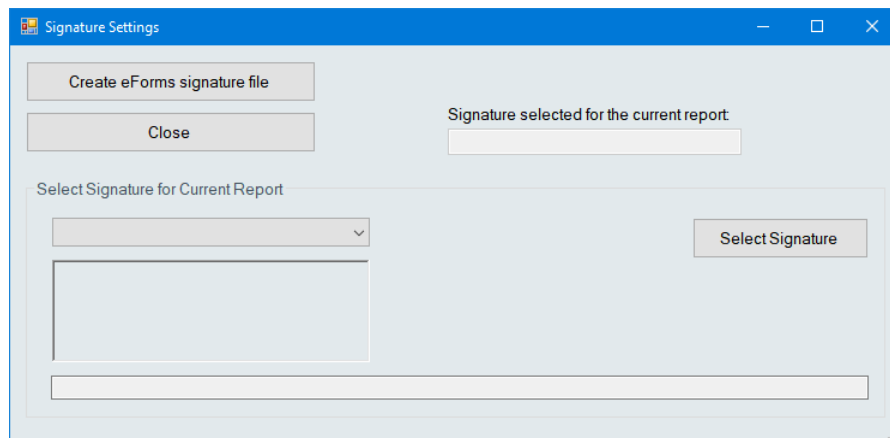 Signature Settings
Create eForms signature file
Close
Signature selected for the current report:
Select Signature for Current Report
Select Signature